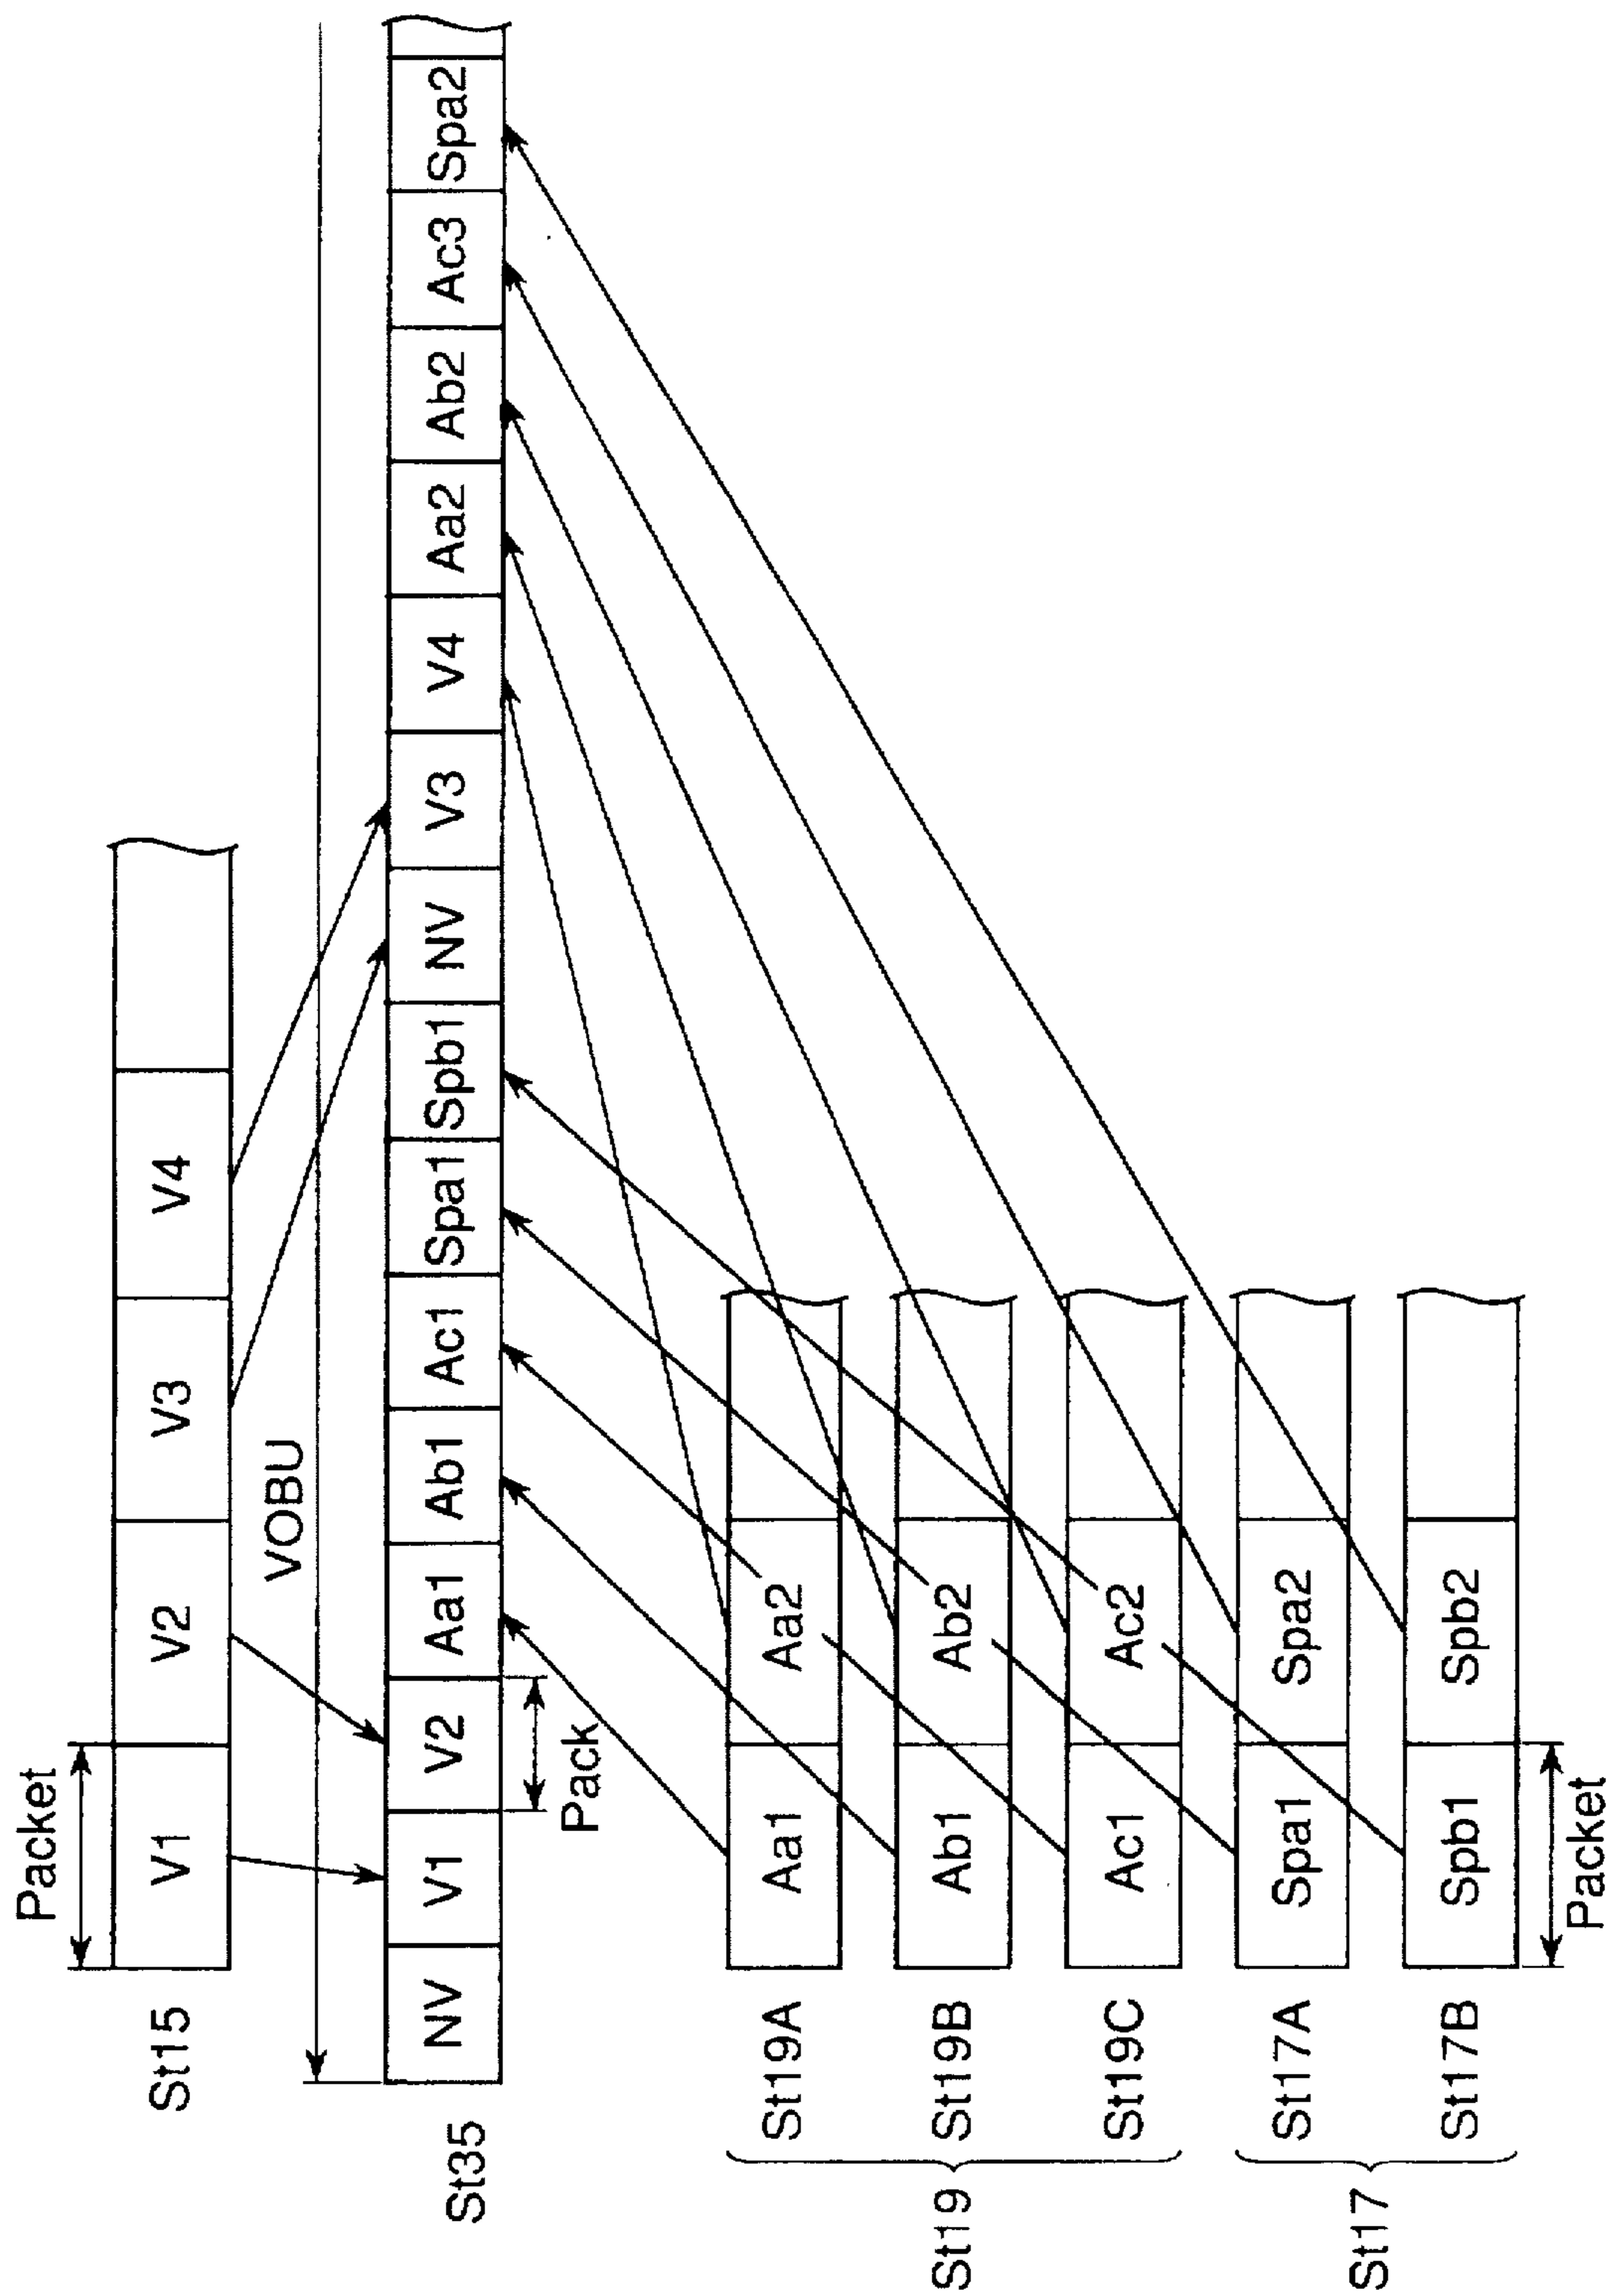 Packet
St15 V1 V2 V3 V4
VOBU
St35 NV V1 V2 Aa1 Ab1 Ac1 Spa1 Spb1 NV V3 V4 Aa2 Ab2 Ac3 Spa2
Pack
St19
St19A Aa1 Aa2
St19B Ab1 Ab2
St19C Ac1 Ac2
St17
St17A Spa1 Spa2
St17B Spb1 Spb2
Packet